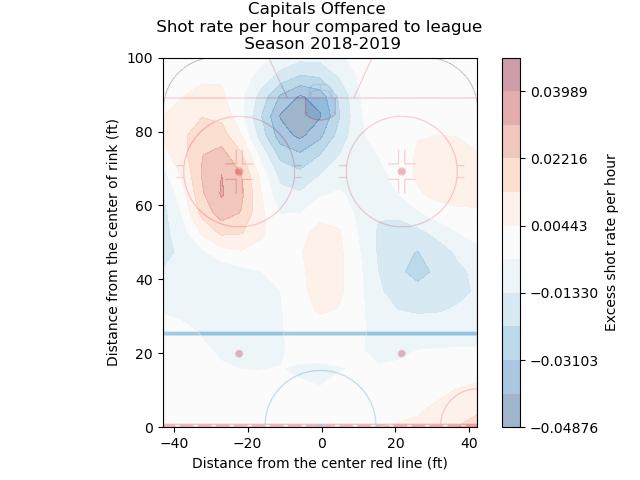 Capitals Offence
Shot rate per hour compared to league
Season 2018-2019
100
80
60
40
20
0
Distance from the center of rink (ft)
−40
−20
0
20
40
Distance from the center red line (ft)
0.03989
0.02216
0.00443
−0.01330
−0.03103
−0.04876
Excess shot rate per hour